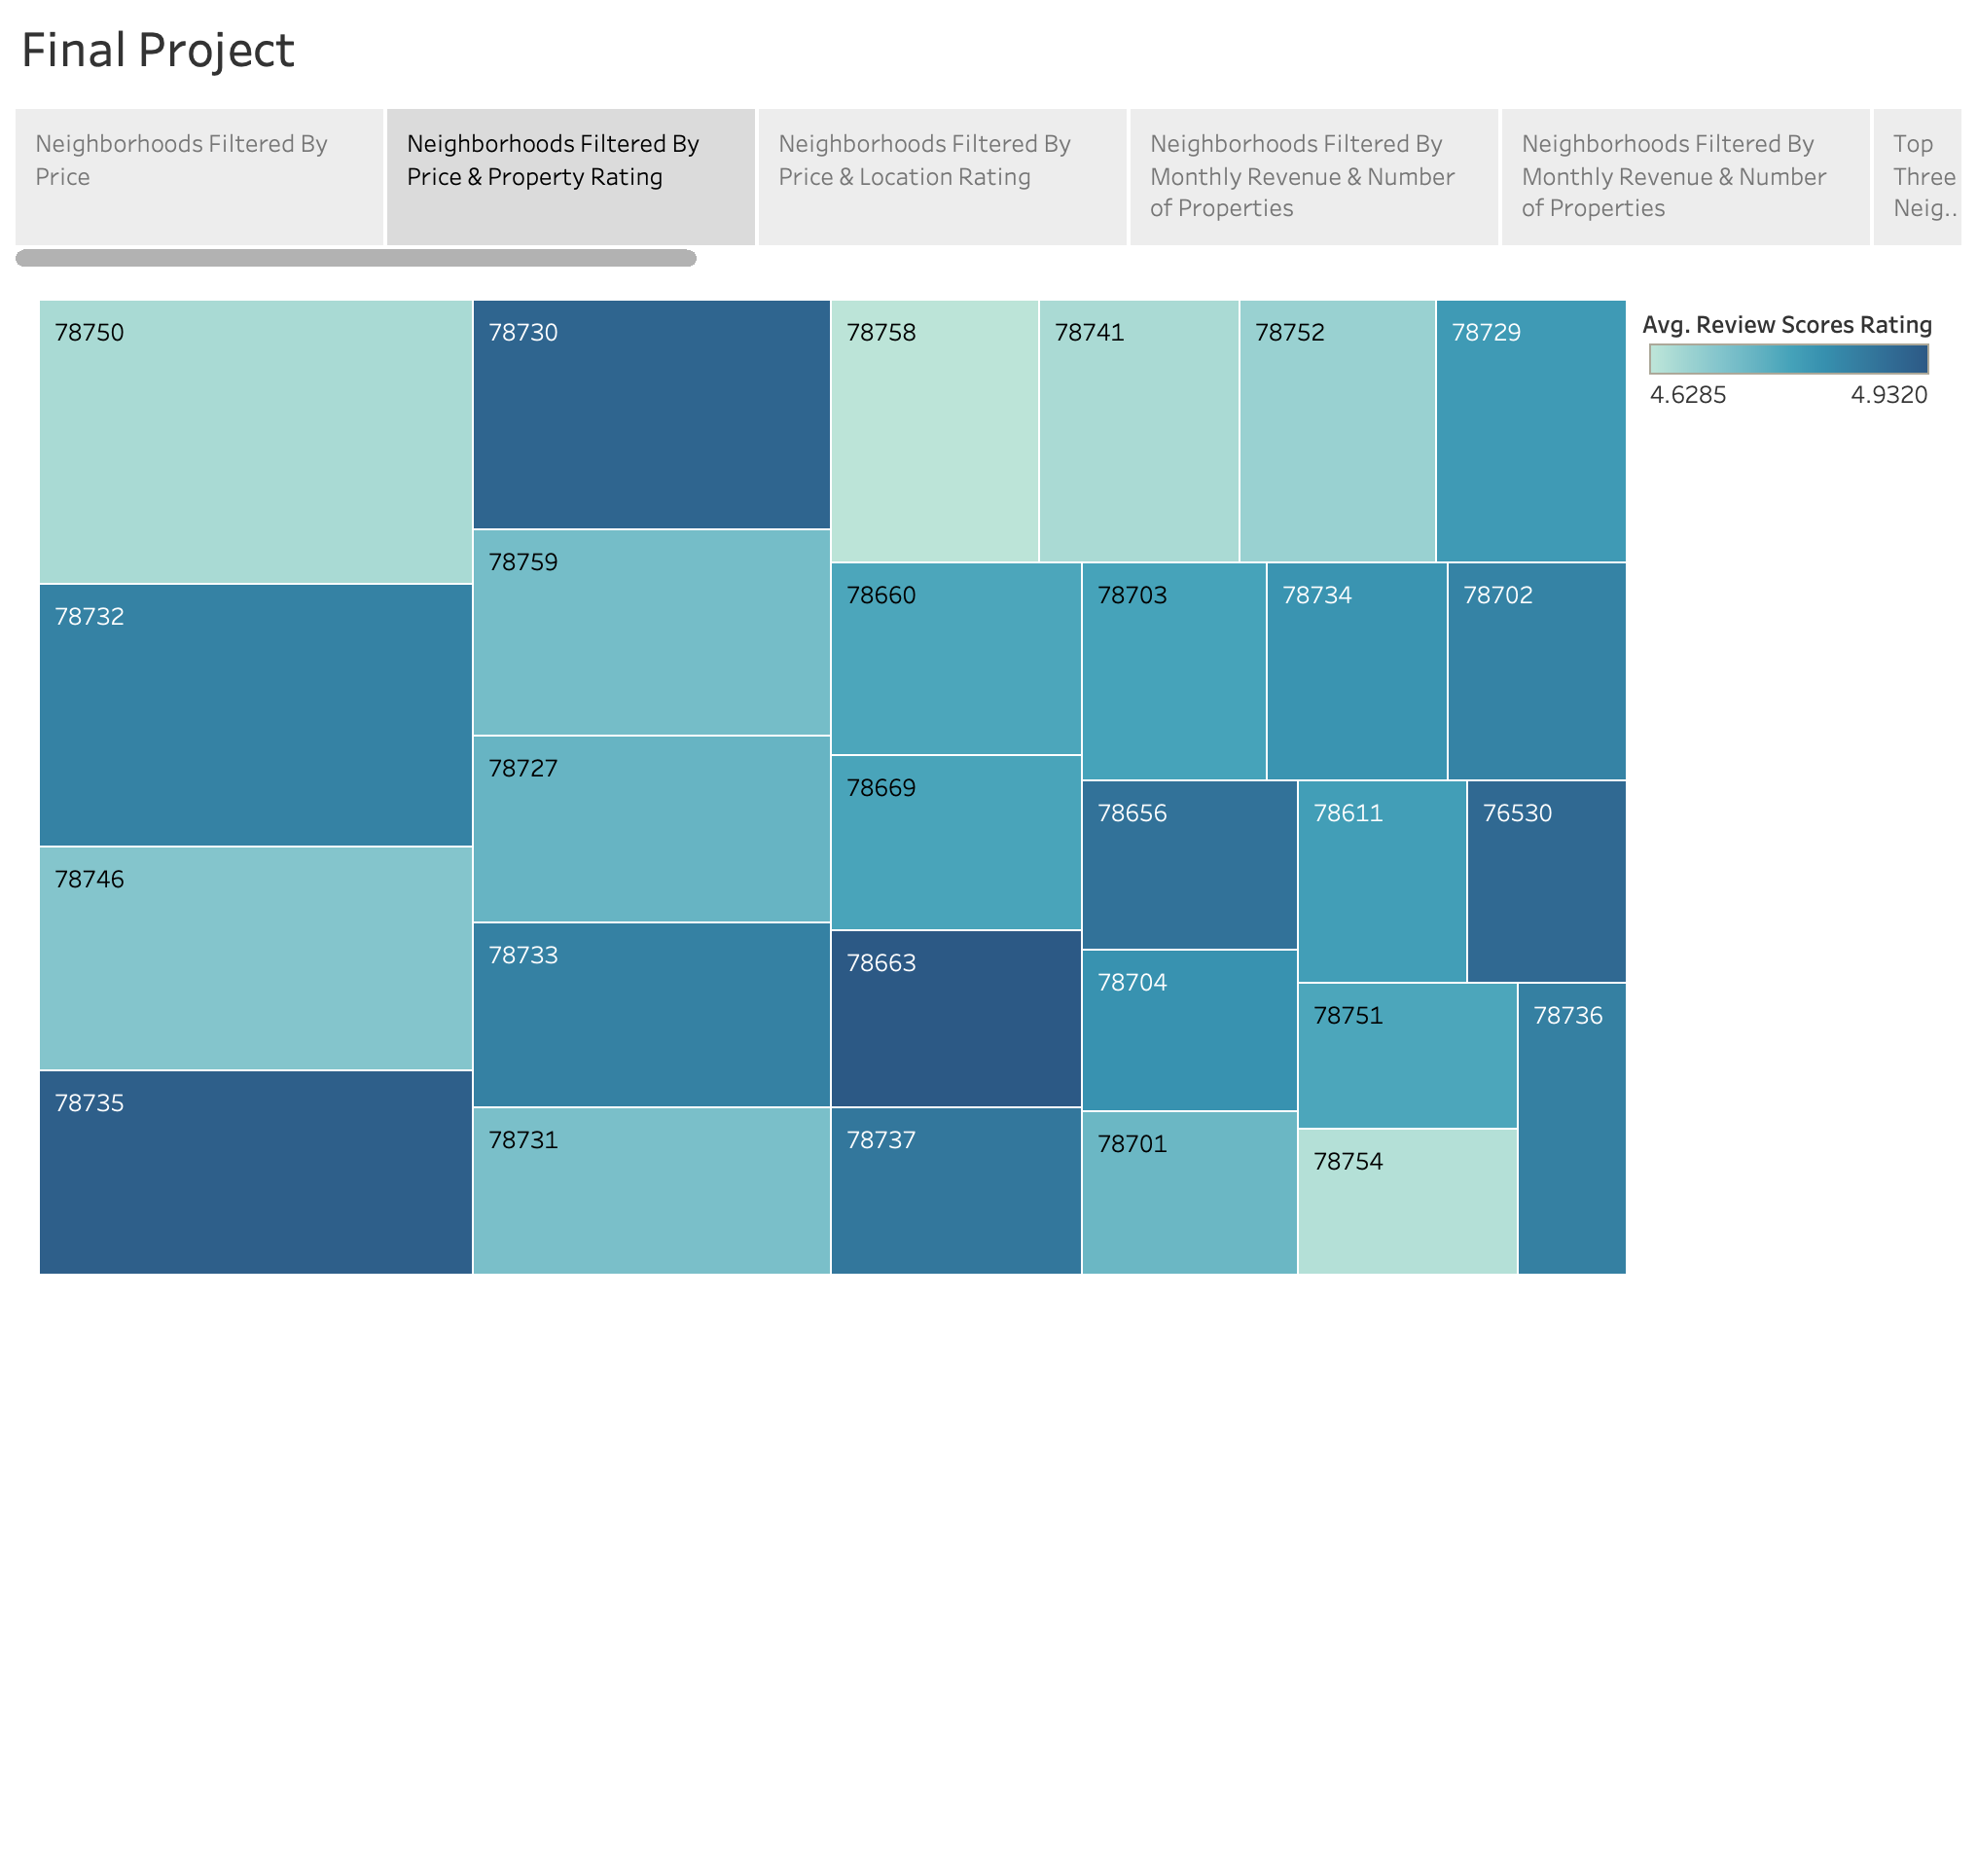 Final Project
Neighborhoods Filtered By
Price
Neighborhoods Filtered By
Price & Property Rating
Neighborhoods Filtered By
Price & Location Rating
Neighborhoods Filtered By
Monthly Revenue & Number
of Properties
Neighborhoods Filtered By
Monthly Revenue & Number
of Properties
Top
Three
Neig..
78750
78732
78746
78735
78730
78759
78727
78733
78731
78758
78741
78752
78729
78660
78669
78663
78737
78703
78734
78702
78656
78704
78701
78611
76530
78751
78754
78736
Avg. Review Scores Rating
4.6285
4.9320